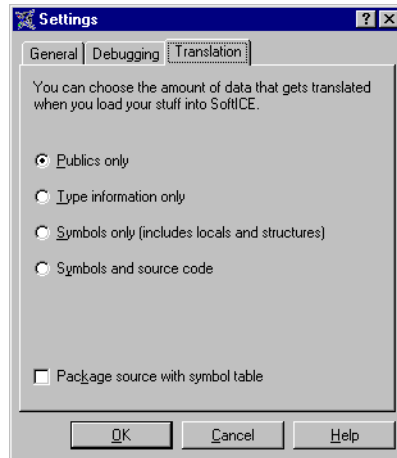 Settings
General Debugging Translation
You can choose the amount of data that gets translated
when you load your stuff into SoftICE.
Publics only
Type information only
Symbols only (includes locals and structures)
Symbols and source code
Package source with symbol table
OK Cancel Help